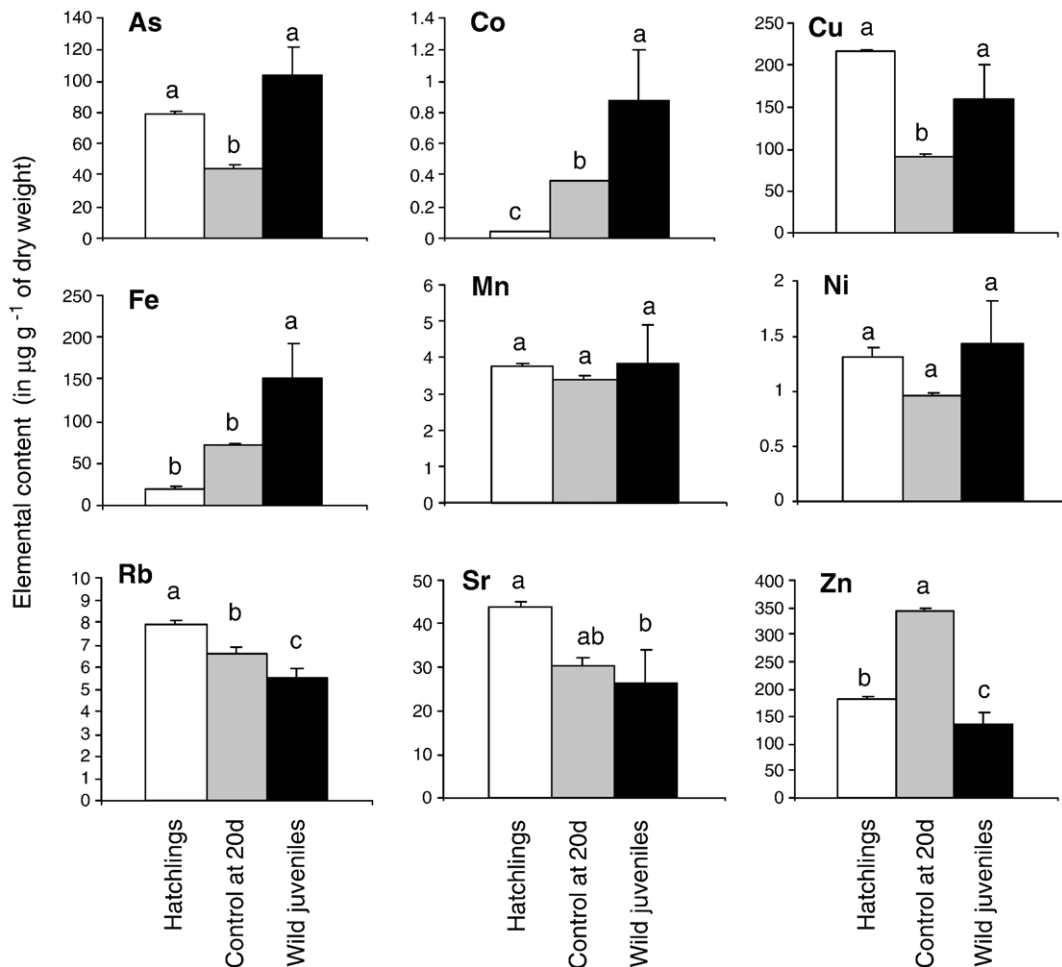 Elemental content (in µg g -1 of dry weight)
As
140
120
100
80
60
40
20
0
a
b
a
Co
1.4
1.2
1
0.8
0.6
0.4
0.2
0
c
b
a
Cu
250
200
150
100
50
0
a
b
a
Fe
250
200
150
100
50
0
b
b
a
Mn
6
5
4
3
2
1
0
a
a
a
Ni
2
1.5
1
0.5
0
a
a
a
Rb
10
9
8
7
6
5
4
3
2
1
0
a
b
c
Sr
50
40
30
20
10
0
a
ab
b
Zn
400
350
300
250
200
150
100
50
0
b
a
c
Hatchlings
Control at 20d
Wild juveniles
Hatchlings
Control at 20d
Wild juveniles
Hatchlings
Control at 20d
Wild juveniles